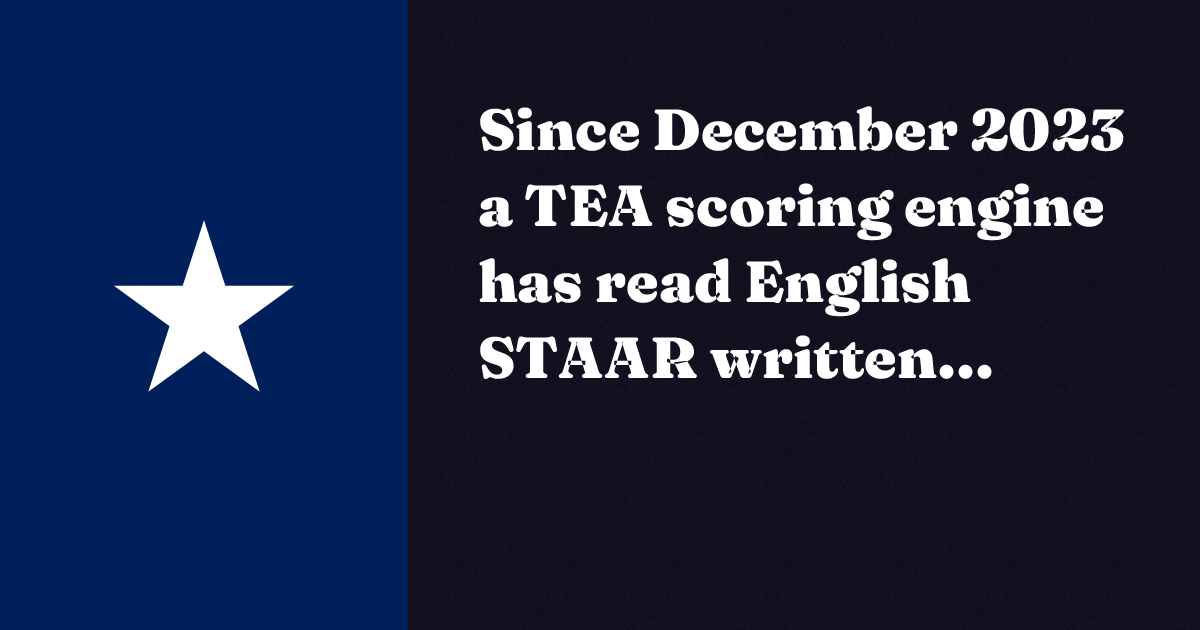 Since December 2023
a TEA scoring engine
has read English
STAAR written...